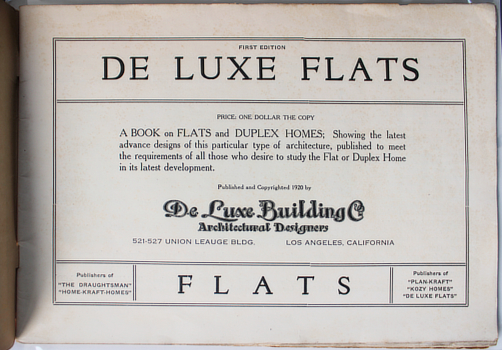 FIRST EDITION
DE LUXE FLATS
PRICE: ONE DOLLAR THE COPY
A BOOK on FLATS and DUPLEX HOMES; Showing the latest
advance designs of this particular type of architecture, published to meet
the requirements of all those who desire to study the Flat or Duplex Home
in its latest development.
Published and Copyrighted 1920 by
De Luxe Building Co
Architectural Designers
521-527 UNION LEAUGE BLDG. LOS ANGELES, CALIFORNIA
Publishers of
"THE DRAUGHTSMAN"
"HOME-KRAFT-HOMES"
FLATS
Publishers of
"PLAN-KRAFT"
"KOZY HOMES"
"DE LUXE FLATS"